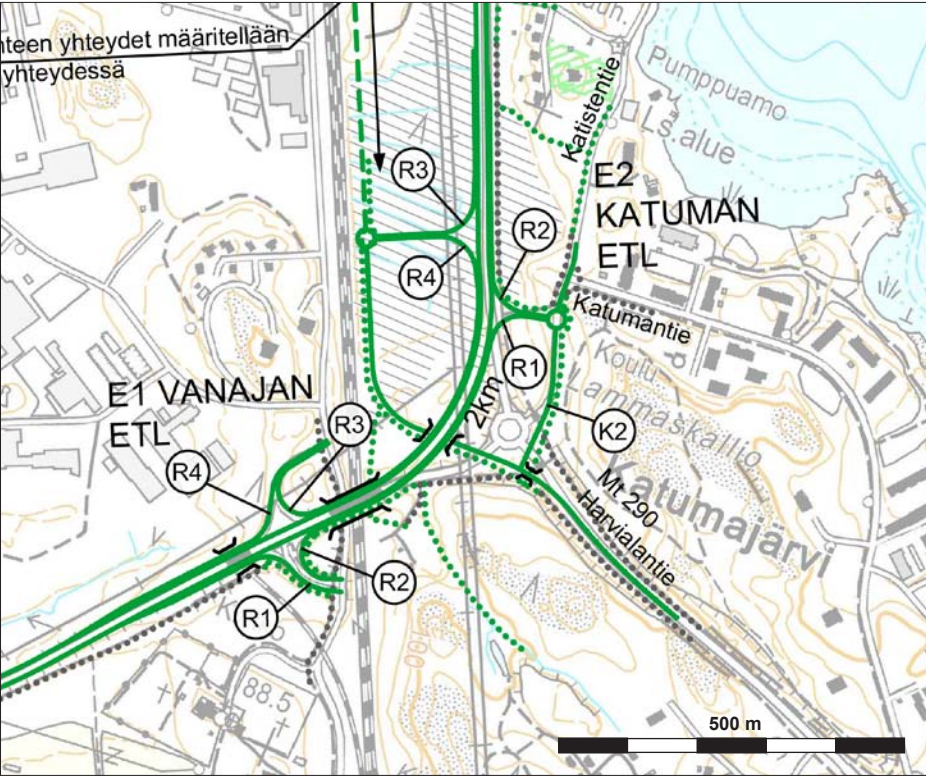 nteen yhteydet määritellään
yhteydessä
Pumppuamo
Ls.alue
Katistentie
R3
E2
KATUMAN
ETL
R2
R4
Katumantie
R1
Koulu
Lammaskallio
E1 VANAJAN
ETL
2km
R3
K2
R4
Mt 290
Harvialantie
Katumajärvi
R2
R1
100
88.5
500 m